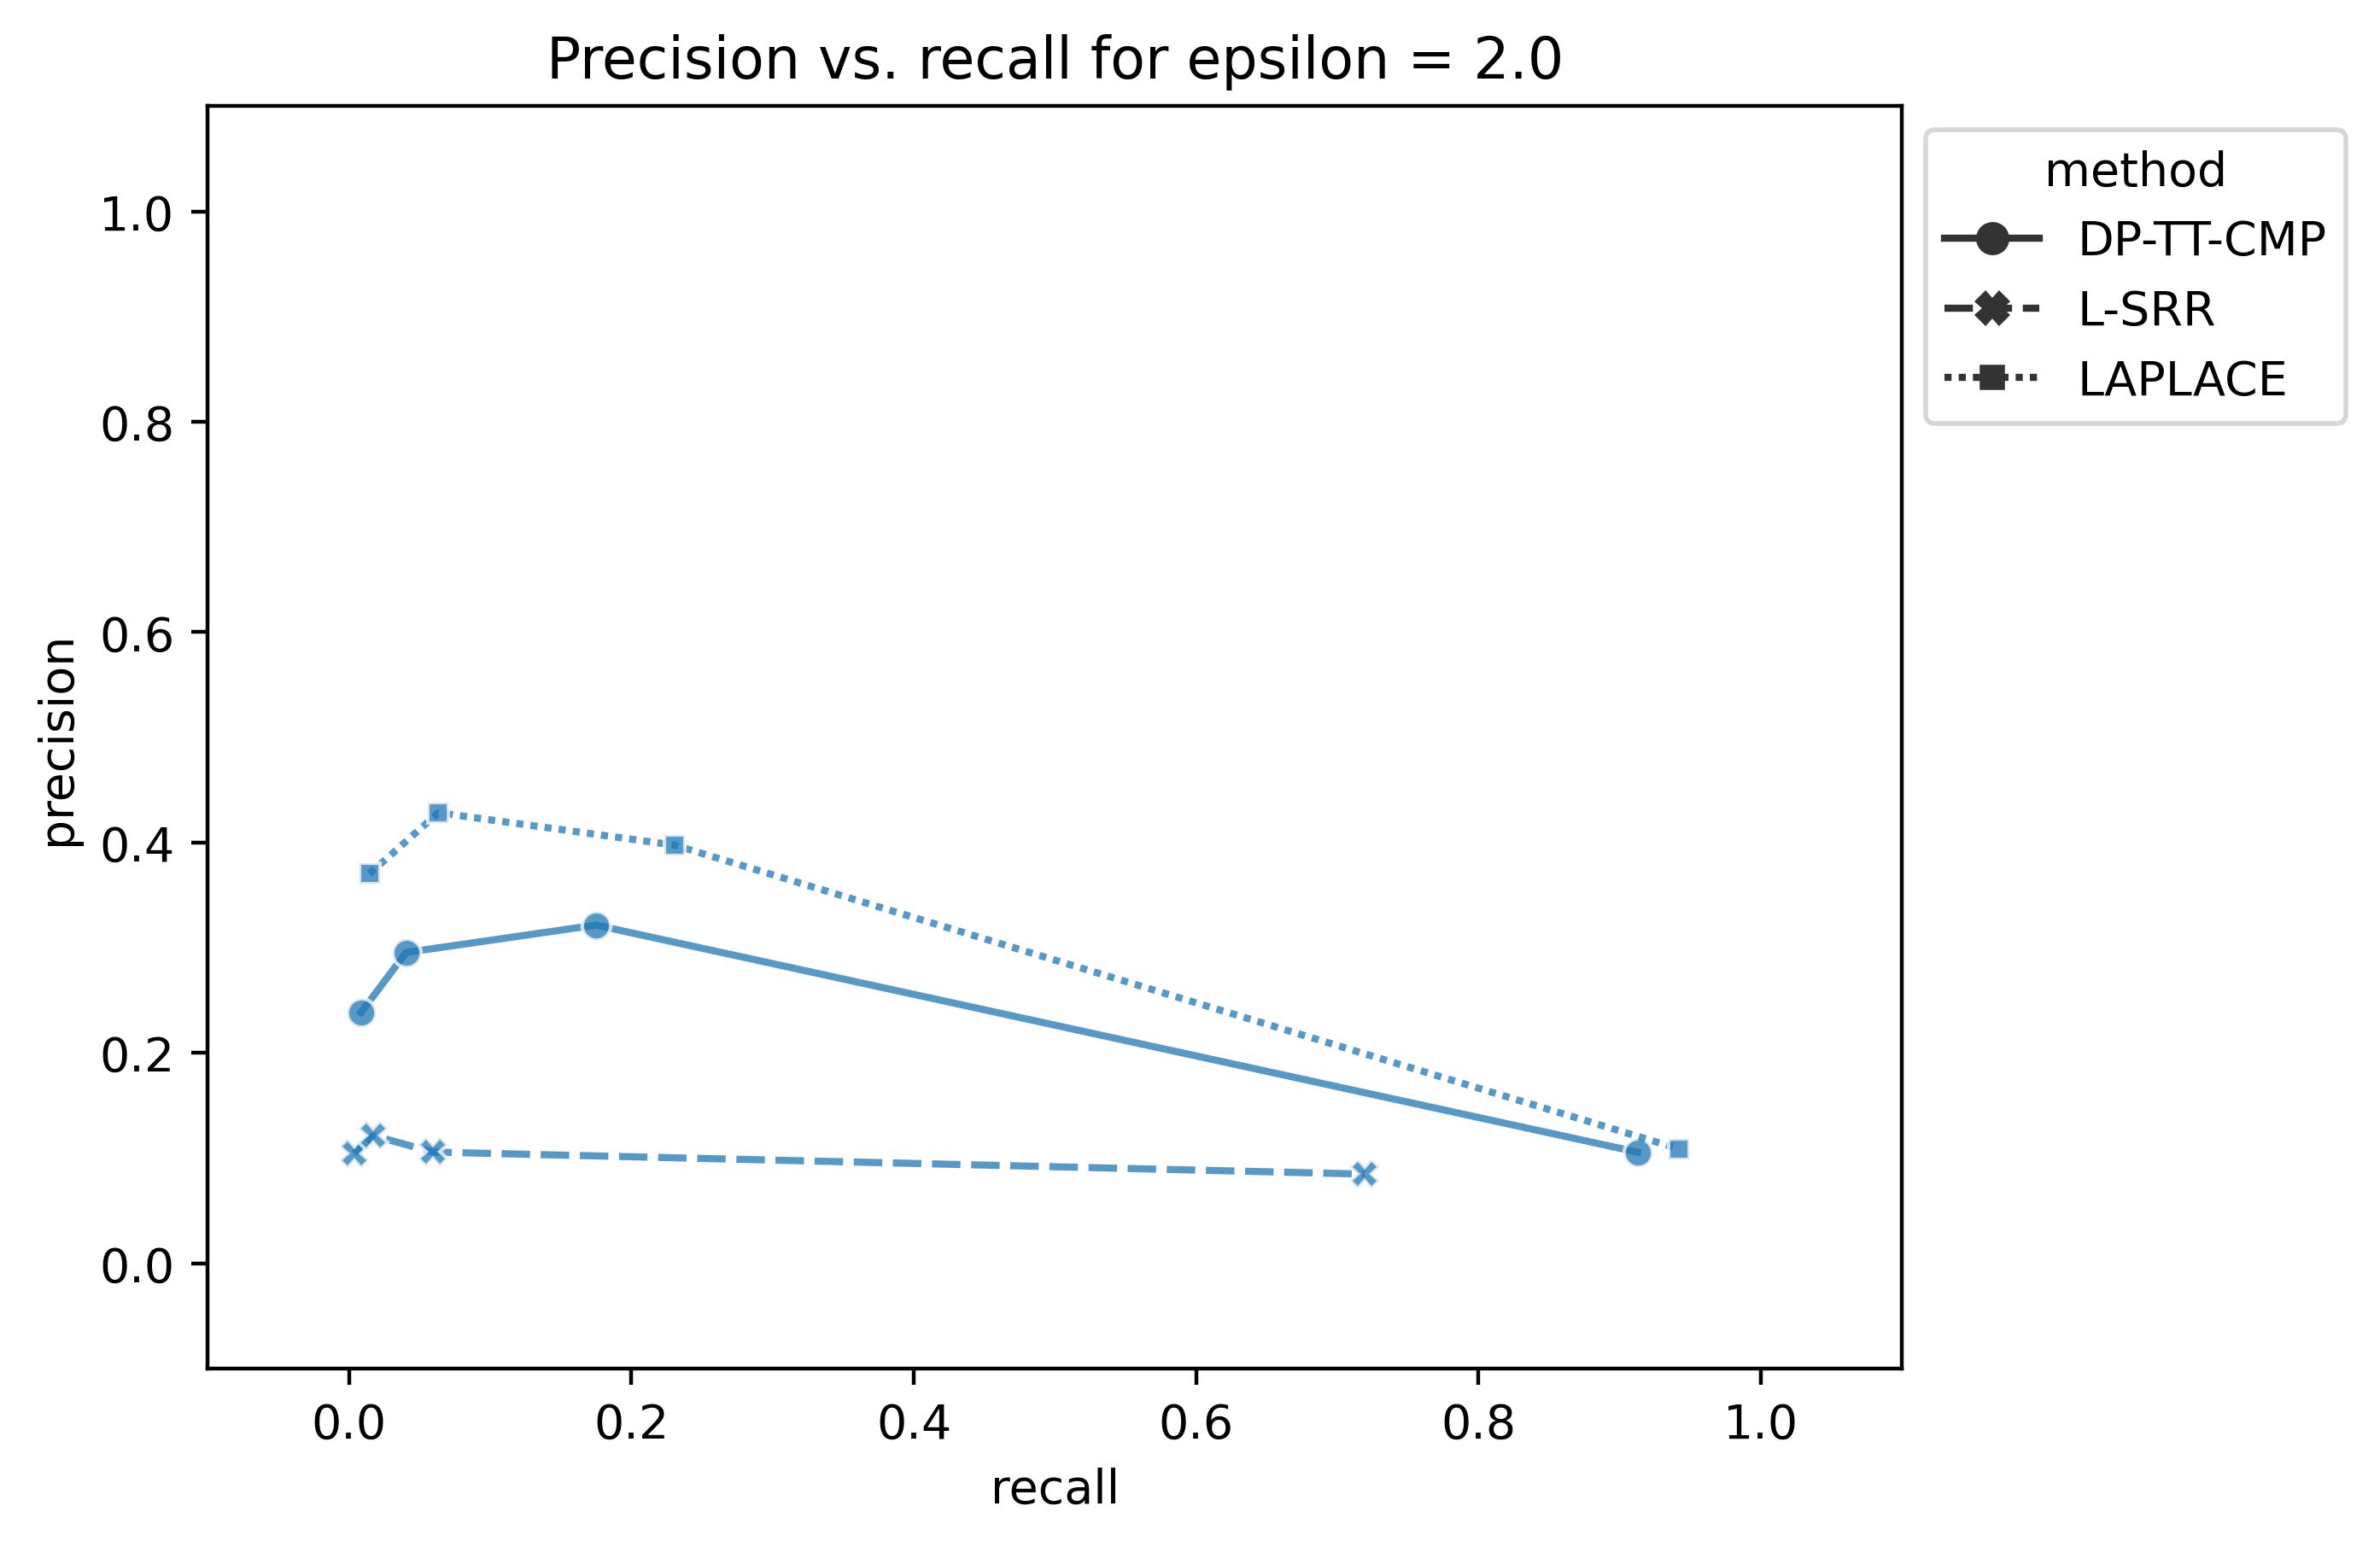 Precision vs. recall for epsilon = 2.0
method
DP-TT-CMP
L-SRR
LAPLACE
precision
1.0
0.8
0.6
0.4
0.2
0.0
0.0 0.2 0.4 0.6 0.8 1.0
recall